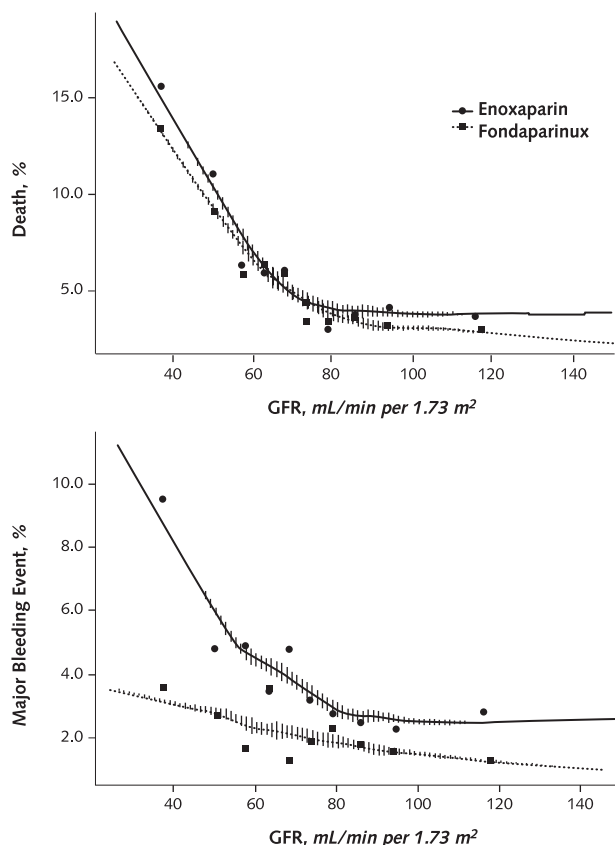 Death, %
15.0
10.0
5.0
Enoxaparin
Fondaparinux
40 60 80 100 120 140
GFR, mL/min per 1.73 m²
Major Bleeding Event, %
10.0
8.0
6.0
4.0
2.0
40 60 80 100 120 140
GFR, mL/min per 1.73 m²